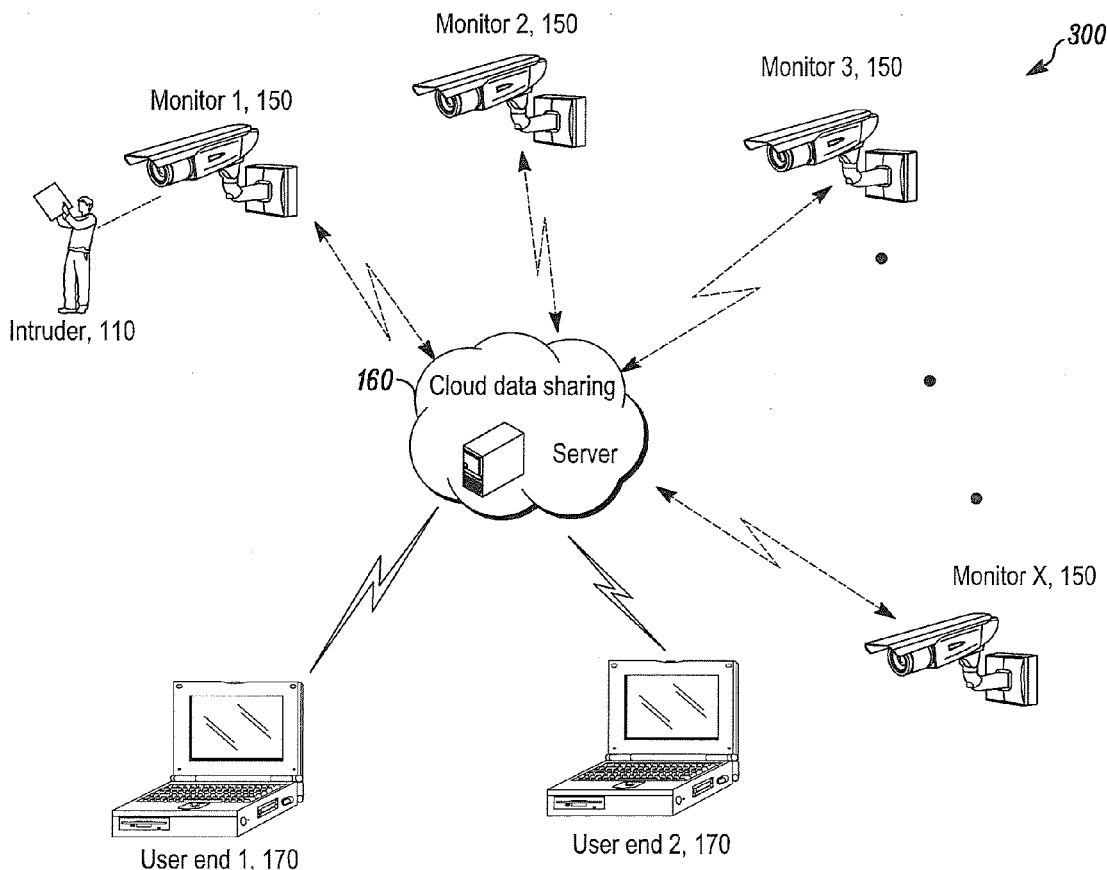 Monitor 2, 150
300
Monitor 3, 150
Monitor 1, 150
Intruder, 110
160
Cloud data sharing
Server
Monitor X, 150
User end 1, 170
User end 2, 170